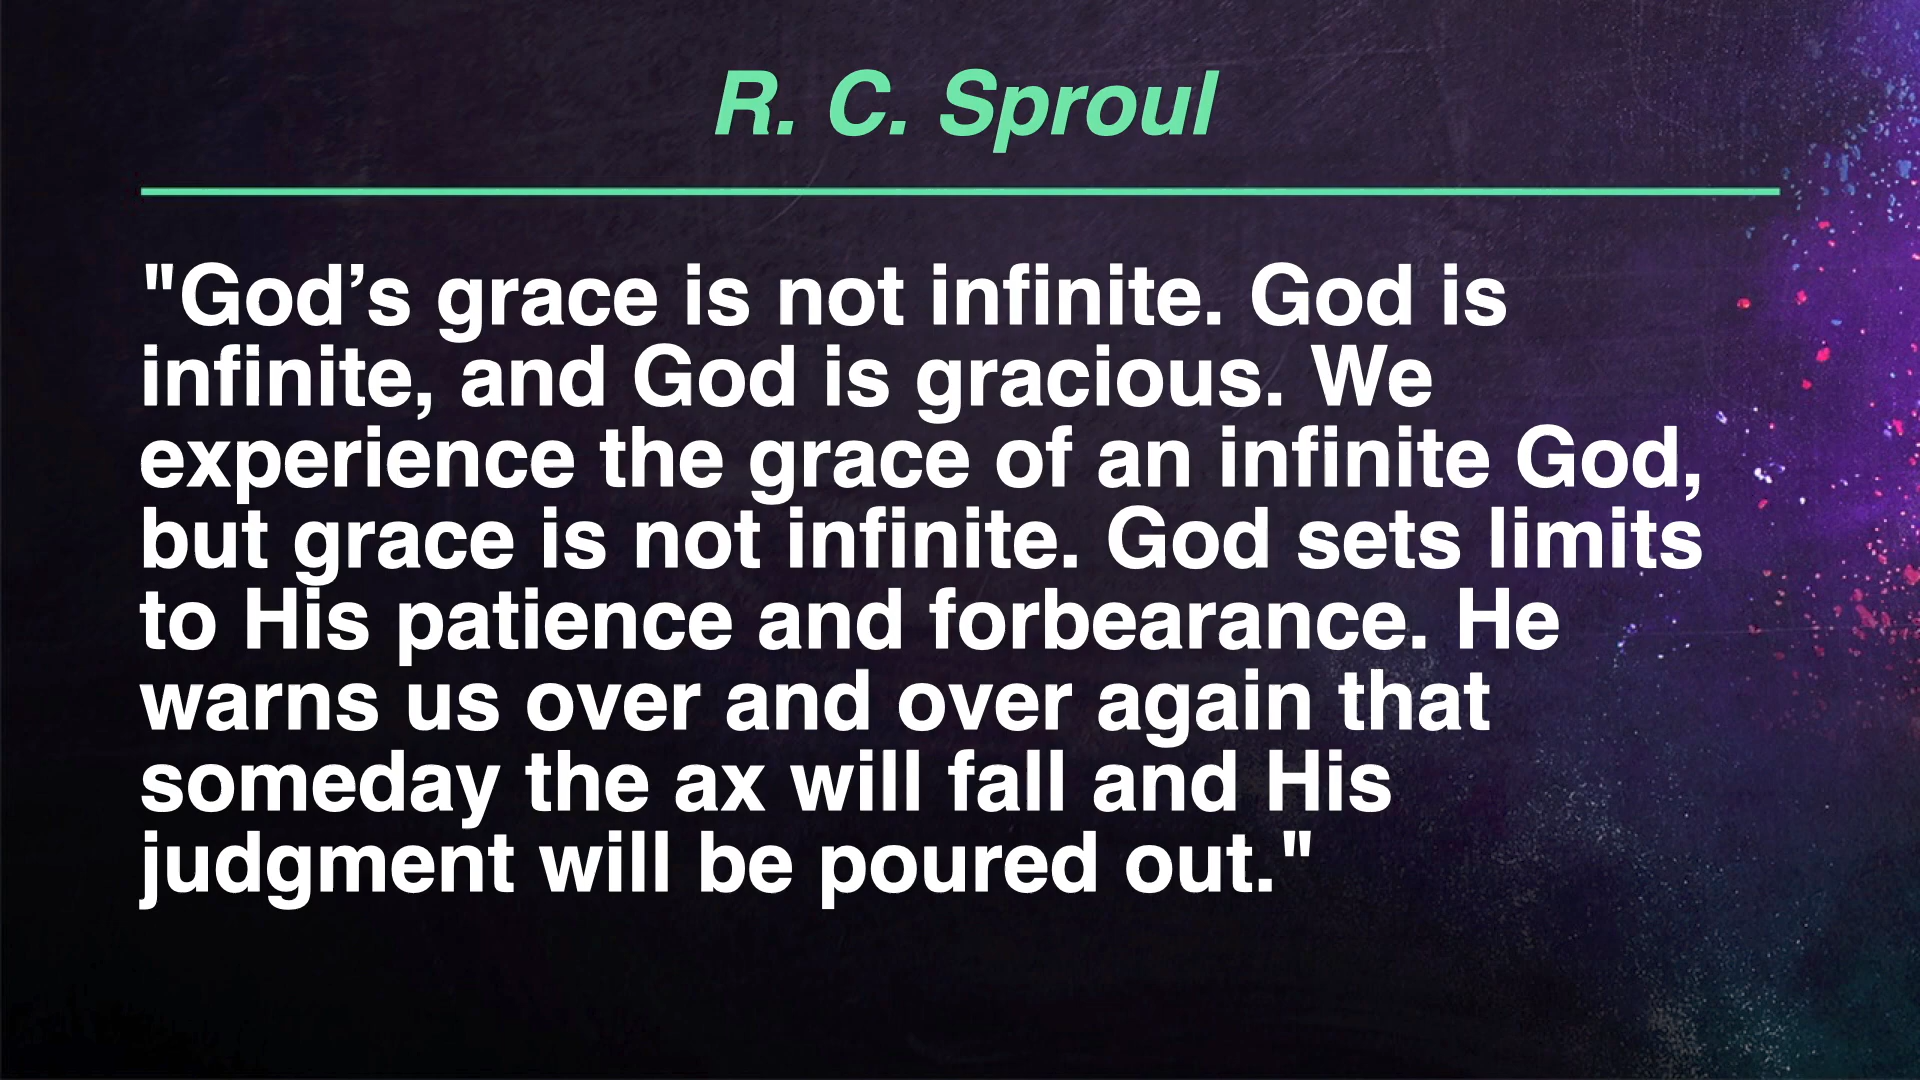 R. C. Sproul
"God’s grace is not infinite. God is
infinite, and God is gracious. We
experience the grace of an infinite God,
but grace is not infinite. God sets limits
to His patience and forbearance. He
warns us over and over again that
someday the ax will fall and His
judgment will be poured out."